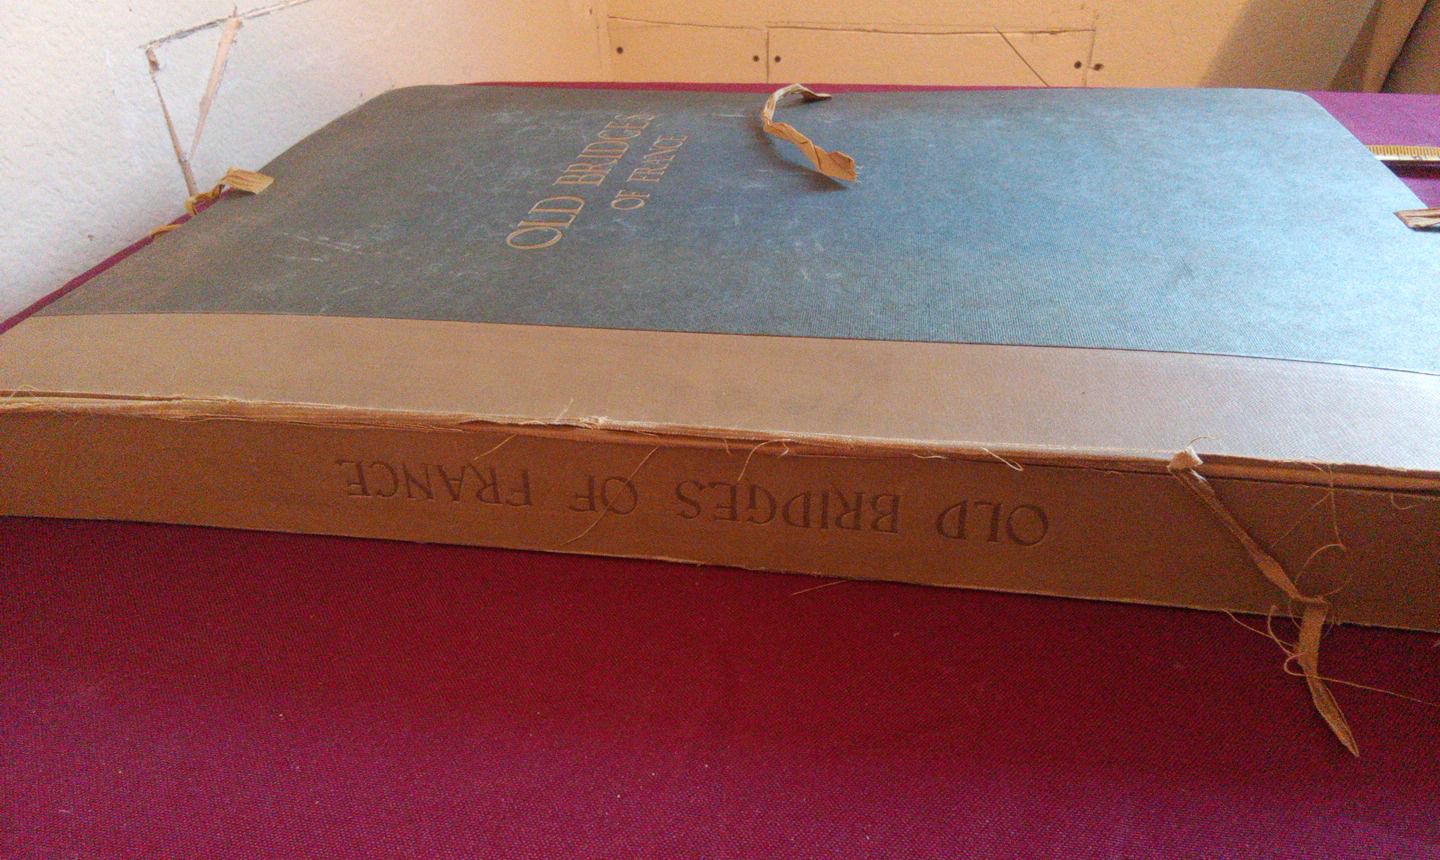 OLD BRIDGES
OF FRANCE
OLD BRIDGES OF FRANCE